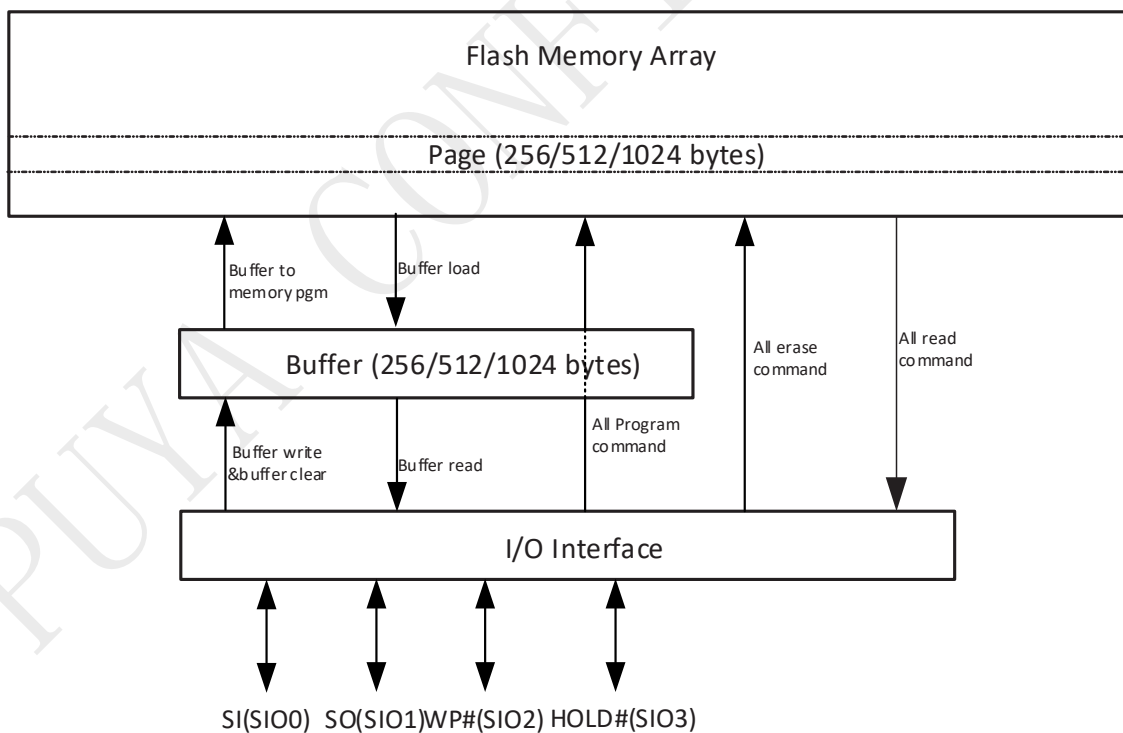 Flash Memory Array
Page (256/512/1024 bytes)
Buffer to
memory pgm
Buffer load
All erase
command
All read
command
Buffer (256/512/1024 bytes)
Buffer write
&buffer clear
Buffer read
All Program
command
I/O Interface
SI(SIO0) SO(SIO1)WP#(SIO2) HOLD#(SIO3)
PUYA CONF